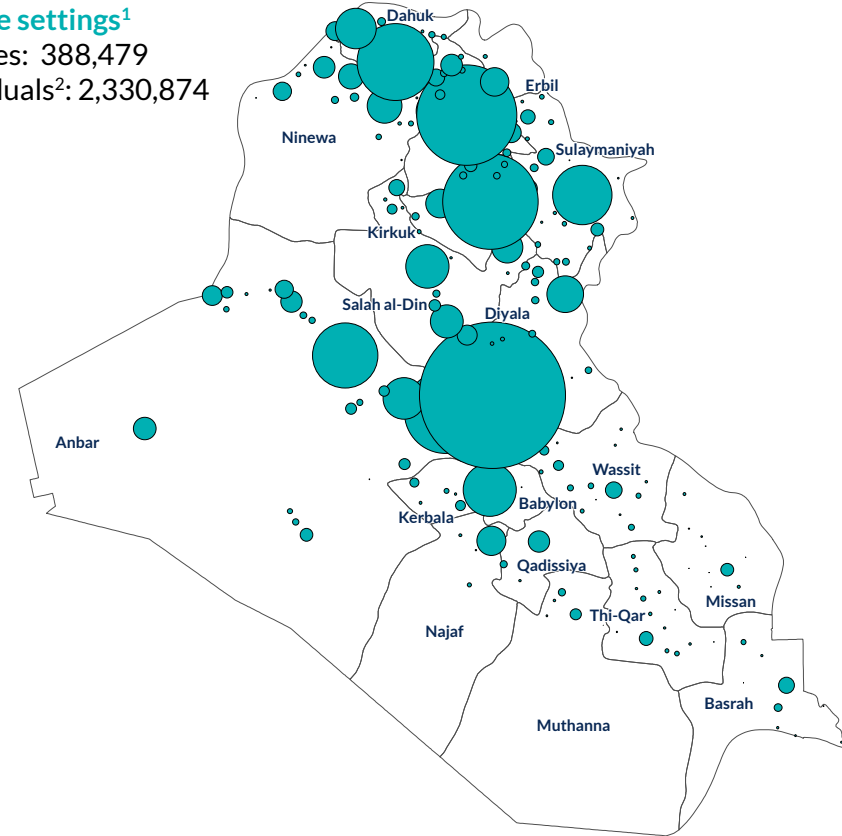 e settings¹
es: 388,479
duals²: 2,330,874
Dahuk
Erbil
Ninewa
Sulaymaniyah
Kirkuk
Salah al-Din
Diyala
Anbar
Wassit
Babylon
Kerbala
Qadissiya
Missan
Thi-Qar
Najaf
Basrah
Muthanna